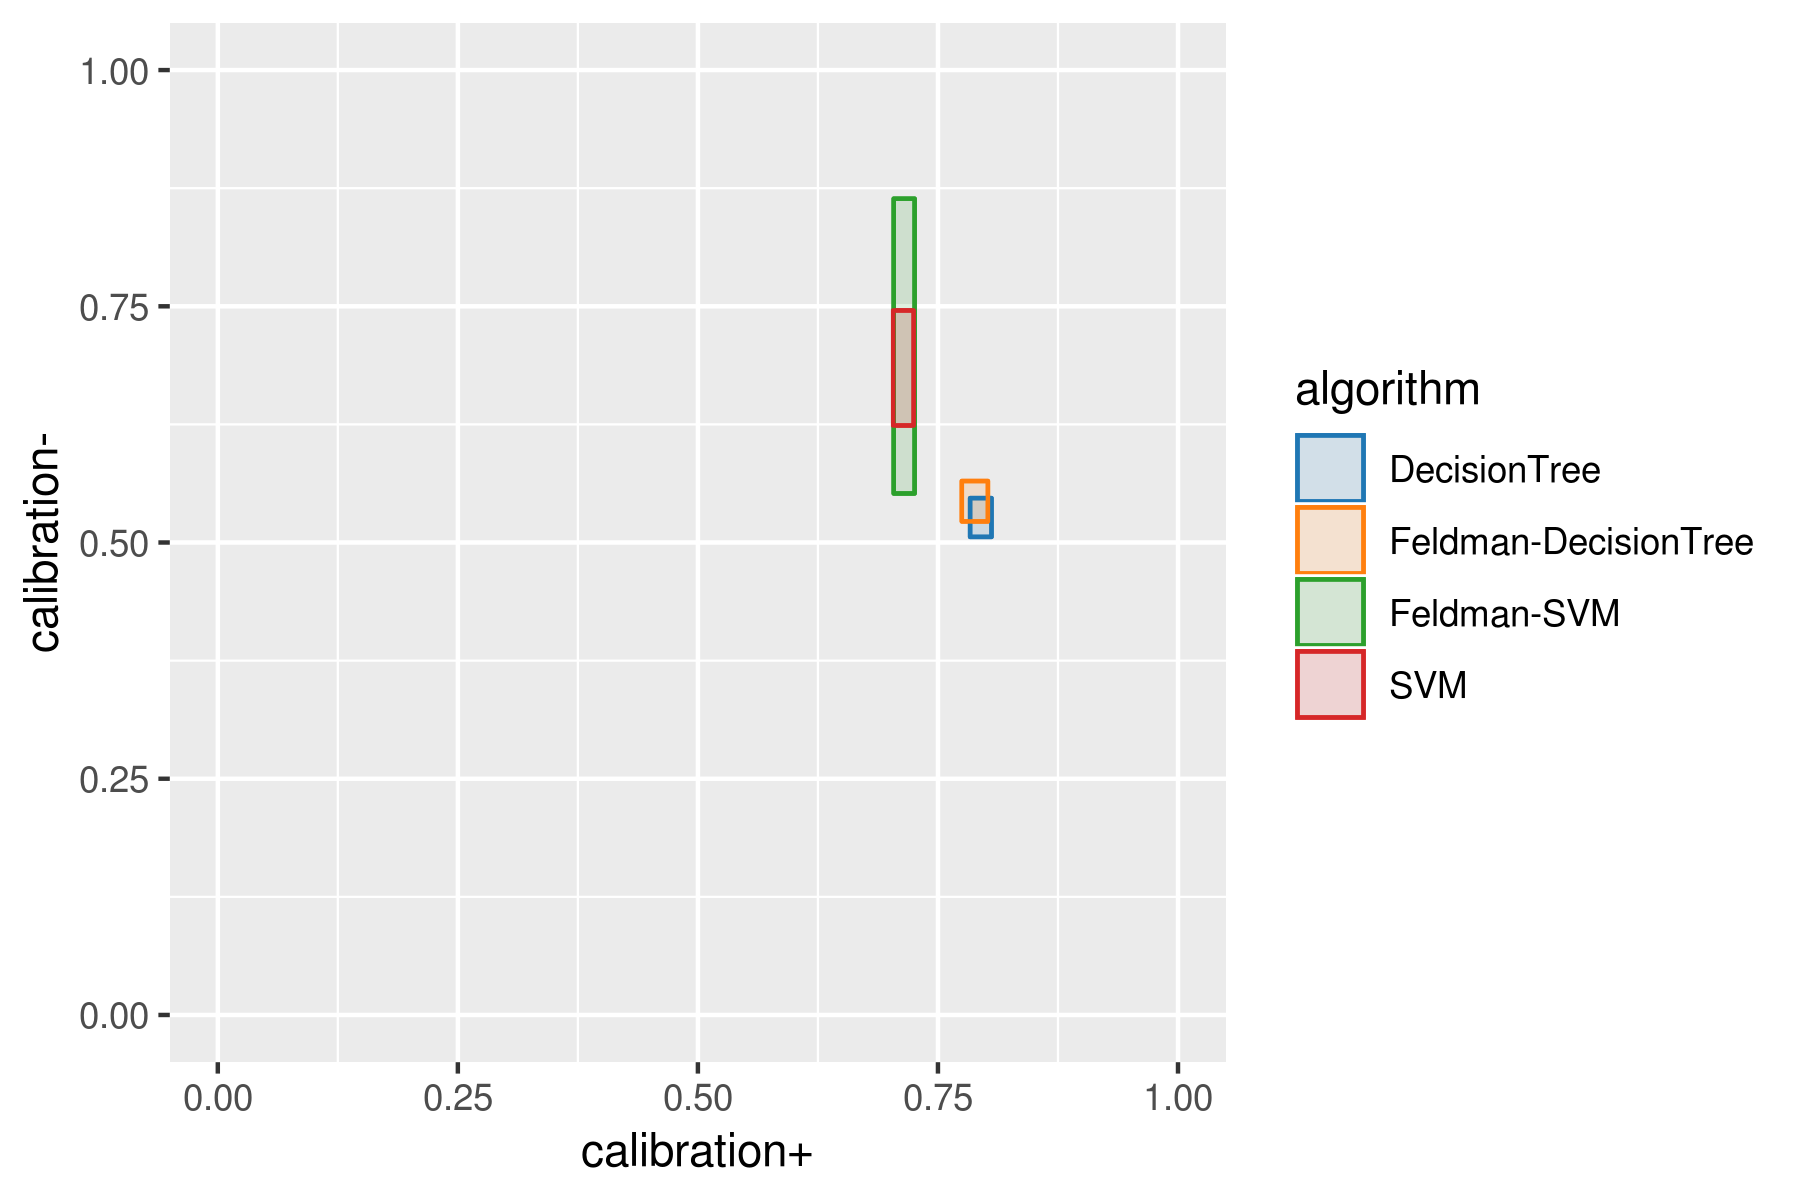 1.00
0.75
0.50
0.25
0.00
calibration-
0.00 0.25 0.50 0.75 1.00
calibration+
algorithm
DecisionTree
Feldman-DecisionTree
Feldman-SVM
SVM